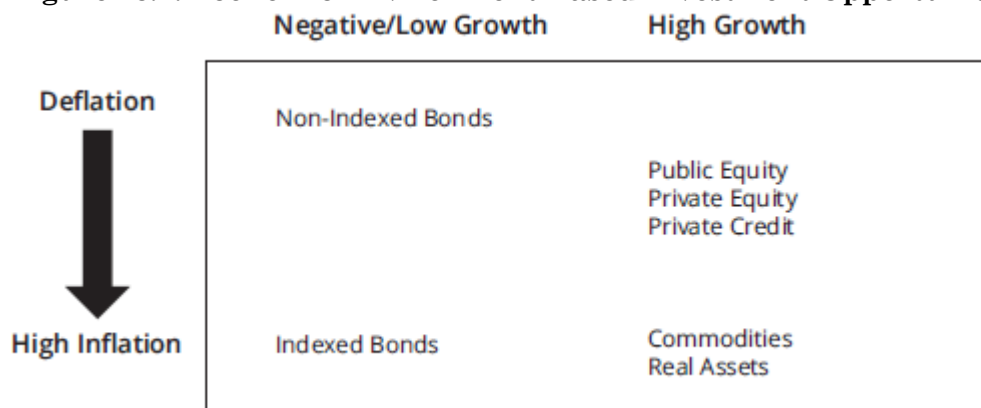 Negative/Low Growth High Growth
Deflation
Non-Indexed Bonds
Public Equity
Private Equity
Private Credit
High Inflation
Indexed Bonds
Commodities
Real Assets